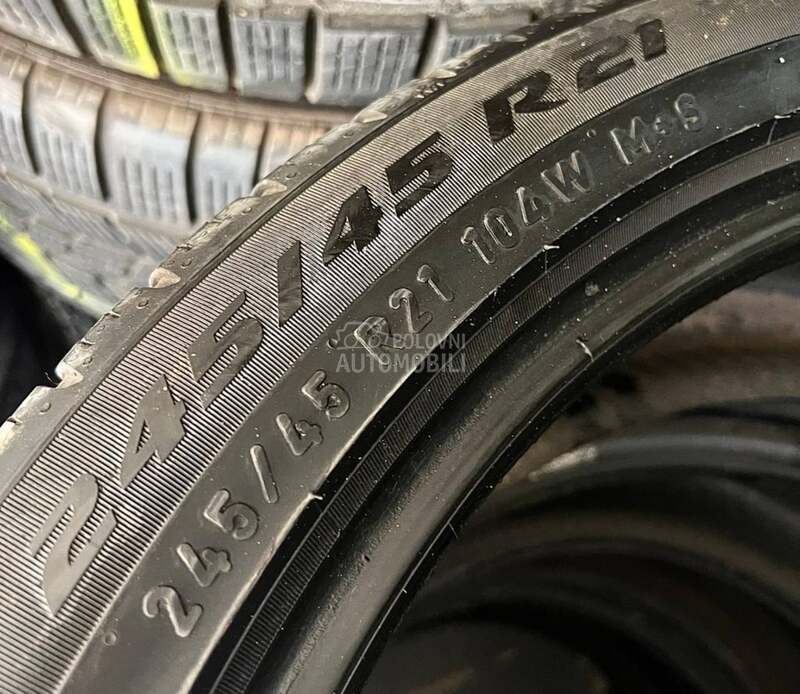 245/45 R21
245/45 R21 104W M+S
POLOVNI
AUTOMOBILI